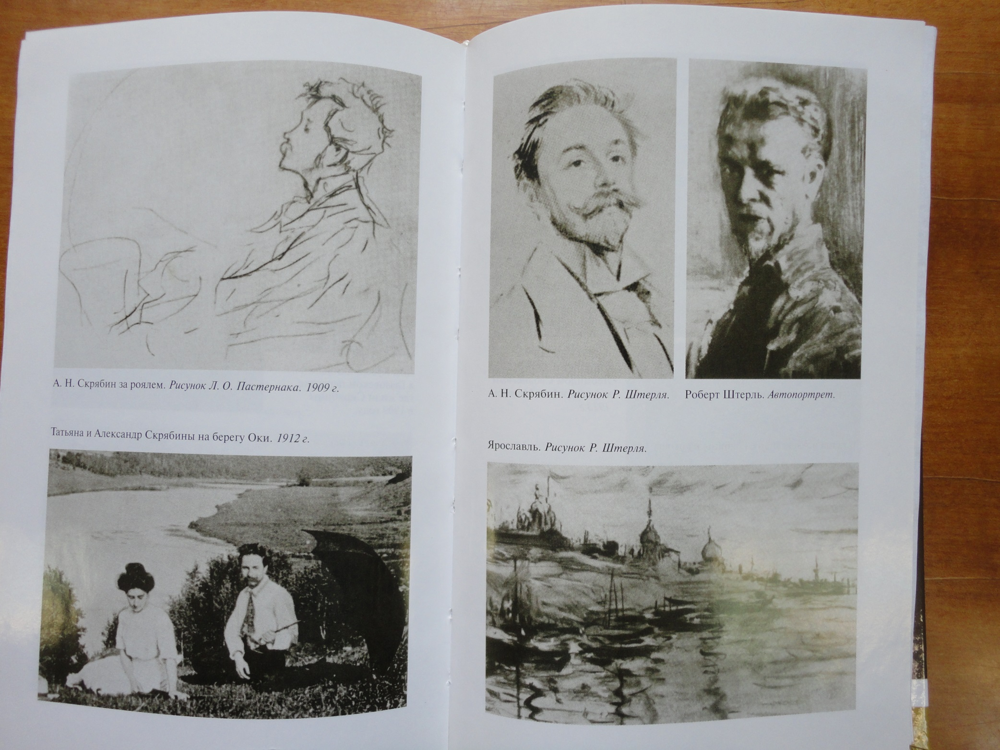 А. Н. Скрябин за роялем. Рисунок Л. О. Пастернака. 1909 г.
Татьяна и Александр Скрябины на берегу Оки. 1912 г.
А. Н. Скрябин. Рисунок Р. Штерля.
Роберт Штерль. Автопортрет.
Ярославль. Рисунок Р. Штерля.